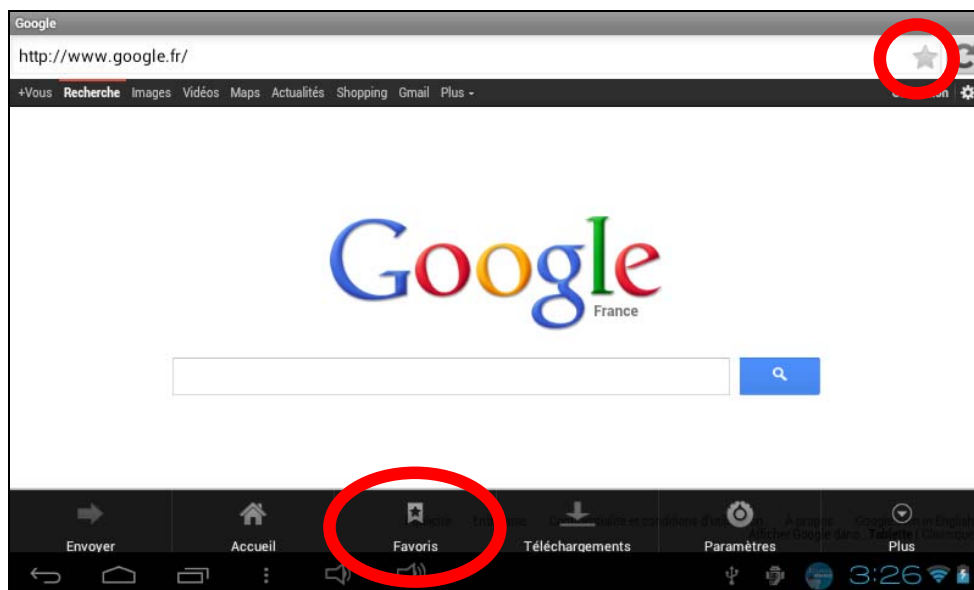 Google
http://www.google.fr/
+Vous Recherche Images Vidéos Maps Actualités Shopping Gmail Plus
Google
France
Envoyer Accueil Favoris Téléchargements Paramètres Plus
3:26